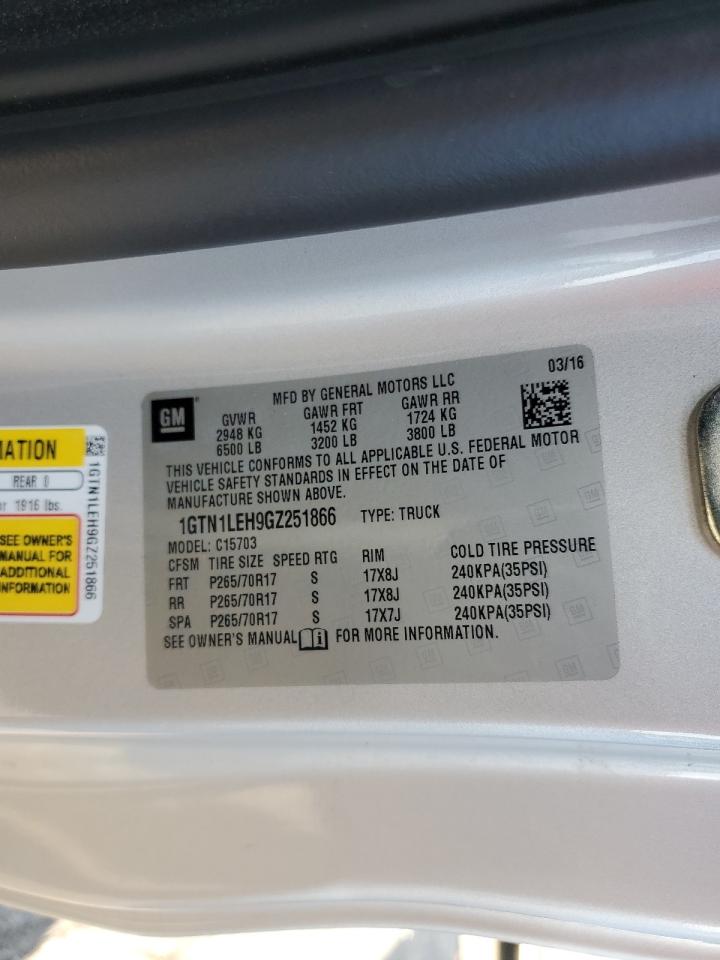 MATION
REAR 0
1916 lbs.
SEE OWNER'S
MANUAL FOR
ADDITIONAL
INFORMATION
1GTN1LEH9GZ251866
GM
MFD BY GENERAL MOTORS LLC
03/16
GVWR GAWR FRT GAWR RR
2948 KG 1452 KG 1724 KG
6500 LB 3200 LB 3800 LB
THIS VEHICLE CONFORMS TO ALL APPLICABLE U.S. FEDERAL MOTOR
VEHICLE SAFETY STANDARDS IN EFFECT ON THE DATE OF
MANUFACTURE SHOWN ABOVE.
1GTN1LEH9GZ251866 TYPE: TRUCK
MODEL: C15703
CFSM TIRE SIZE SPEED RTG RIM COLD TIRE PRESSURE
FRT P265/70R17 S 17X8J 240KPA(35PSI)
RR P265/70R17 S 17X8J 240KPA(35PSI)
SPA P265/70R17 S 17X7J 240KPA(35PSI)
SEE OWNER'S MANUAL FOR MORE INFORMATION.